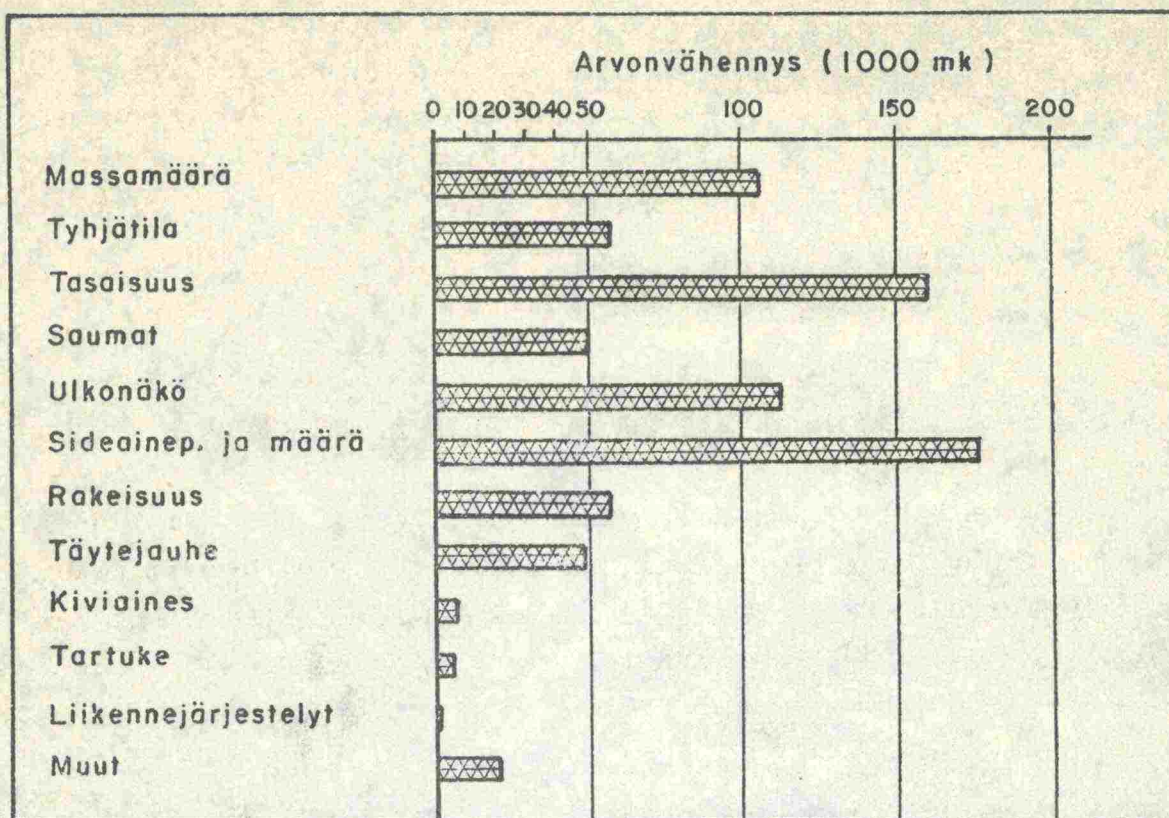 Arvonvähennys (1000 mk)
0 10 20 30 40 50 100 150 200
Massamäärä
Tyhjätila
Tasaisuus
Saumat
Ulkonäkö
Sideainep. ja määrä
Rakeisuus
Täytejauhe
Kiviaines
Tartuke
Liikennejärjestelyt
Muut